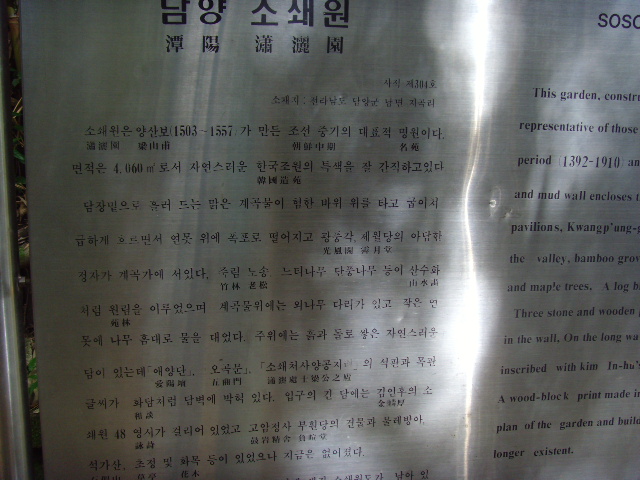 담양 소쇄원
潭陽 瀟灑園
사적 제304호
소재지 : 전라남도 담양군 남면 지곡리
소쇄원은 양산보(1503~1557)가 만든 조선 중기의 대표적 명원이다.
瀟灑園 梁山甫 朝鮮中期 名苑
면적은 4,060㎡로서 자연스러운 한국조원의 특색을 잘 간직하고있다
韓國造苑
담장밑으로 흘러 드는 맑은 계곡물이 험한 바위 위를 타고 굽이서
급하게 흐르면서 연못 위에 폭포로 떨어지고 광풍각, 제월당의 아담한
光風閣 霽月堂
정자가 계곡가에 서있다. 죽림 노송 느티나무 단풍나무 등이 산수화
竹林 老松 山水畵
처럼 원림을 이루었으며 계곡물위에는 외나무 다리가 있고 작은 연
苑林
못에 나무 홈대로 물을 대었다. 주위에는 흙과 돌로 쌓은 자연스러운
담이 있는데「애양단」, 오곡문」,「소쇄처사양공지려」의 식판과 목판
愛陽壇 五曲門 瀟灑處士梁公之廬
글씨가 화답처럼 담벽에 박혀 있다. 입구의 긴 담에는 김인후의 소
金麟厚
쇄원 48 영시가 걸리어 있었고 고암정사 부훤당의 건물과 물레방아,
詠詩 鼓岩精舍 負暄堂
석가산, 초정 및 화목 등이 있었으나 지금은 없어졌다.
花木
soso
This garden, constru
representative of those
period (1392-1910) an
and mud wall encloses t
pavilions, Kwangp'ung-g
the valley, bamboo grov
and maple trees, A log b
Three stone and wooden
in the wall, On the long wa
inscribed with kim In-hu's
A wood-block print made in
plan of the garden and build
longer existent.